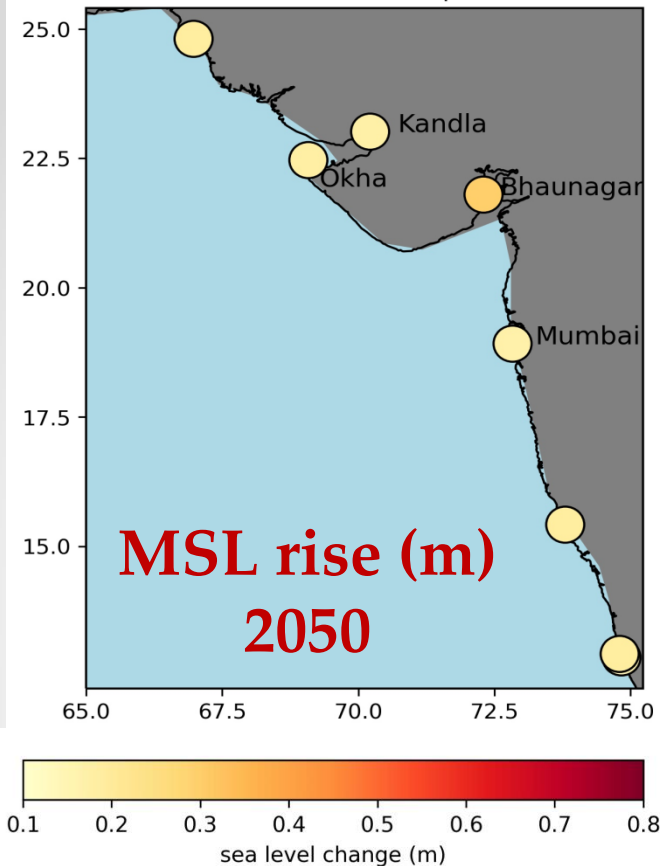 25.0
Kandla
22.5
Okha
Bhaunagar
20.0
Mumbai
17.5
15.0
MSL rise (m)
2050
65.0 67.5 70.0 72.5 75.0
0.1 0.2 0.3 0.4 0.5 0.6 0.7 0.8
sea level change (m)